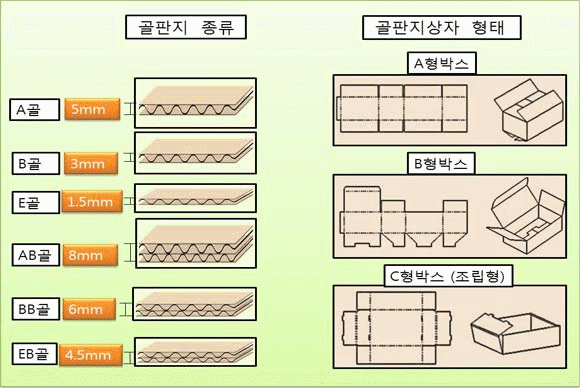 골판지 종류
A골 5mm
B골 3mm
E골 1.5mm
AB골 8mm
BB골 6mm
EB골 4.5mm
골판지상자 형태
A형박스
B형박스
C형박스 (조립형)